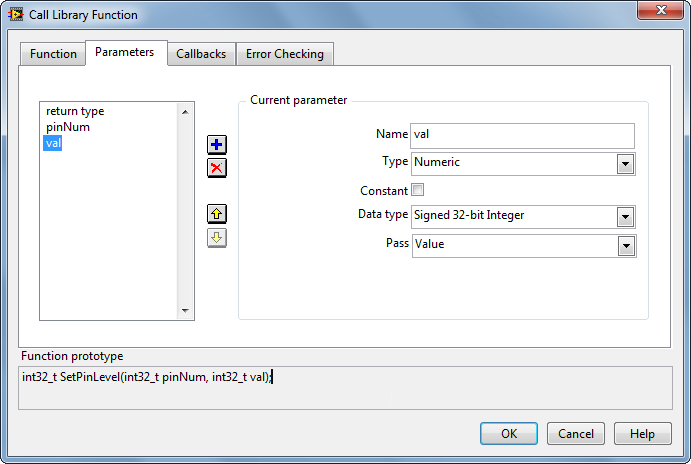 Call Library Function
Function
Parameters
Callbacks
Error Checking
return type
pinNum
val
Current parameter
Name val
Type Numeric
Constant
Data type Signed 32-bit Integer
Pass Value
Function prototype
int32_t SetPinLevel(int32_t pinNum, int32_t val);
OK
Cancel
Help